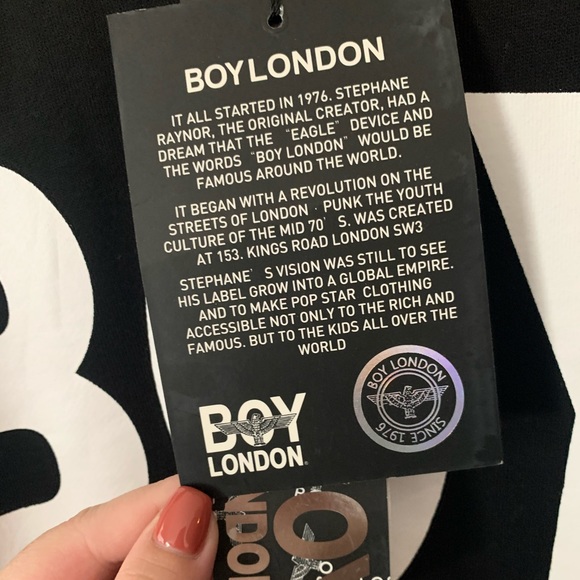 BOY LONDON
IT ALL STARTED IN 1976. STEPHANE
RAYNOR, THE ORIGINAL CREATOR, HAD A
DREAM THAT THE "EAGLE" DEVICE AND
THE WORDS "BOY LONDON" WOULD BE
FAMOUS AROUND THE WORLD.
IT BEGAN WITH A REVOLUTION ON THE
STREETS OF LONDON . PUNK THE YOUTH
CULTURE OF THE MID 70' S. WAS CREATED
AT 153. KINGS ROAD LONDON SW3
STEPHANE' S VISION WAS STILL TO SEE
HIS LABEL GROW INTO A GLOBAL EMPIRE.
AND TO MAKE POP STAR CLOTHING
ACCESSIBLE NOT ONLY TO THE RICH AND
FAMOUS. BUT TO THE KIDS ALL OVER THE
WORLD
BOY
LONDON®
BOY LONDON
SINCE 1976